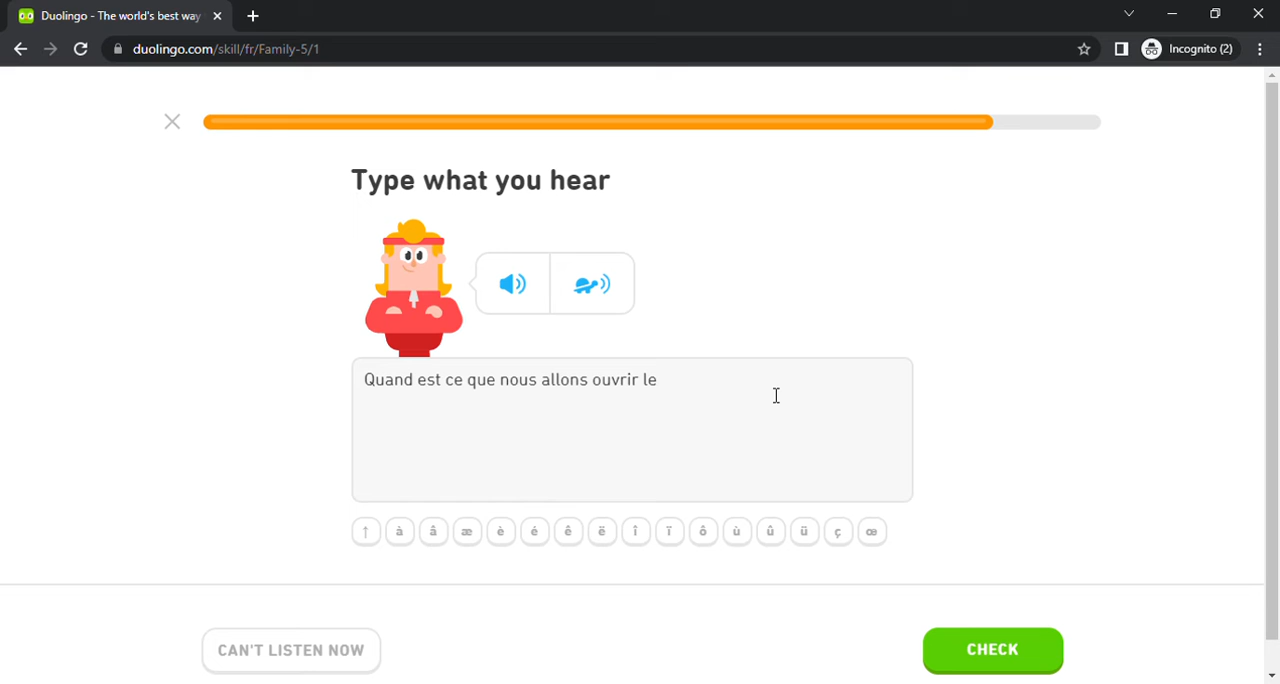 Duolingo - The world's best way
duolingo.com/skill/fr/Family-5/1
Incognito (2)
Type what you hear
Quand est ce que nous allons ouvrir le
↑ à â æ è é ê ë î ï ô ù û ü ç œ
CAN'T LISTEN NOW
CHECK